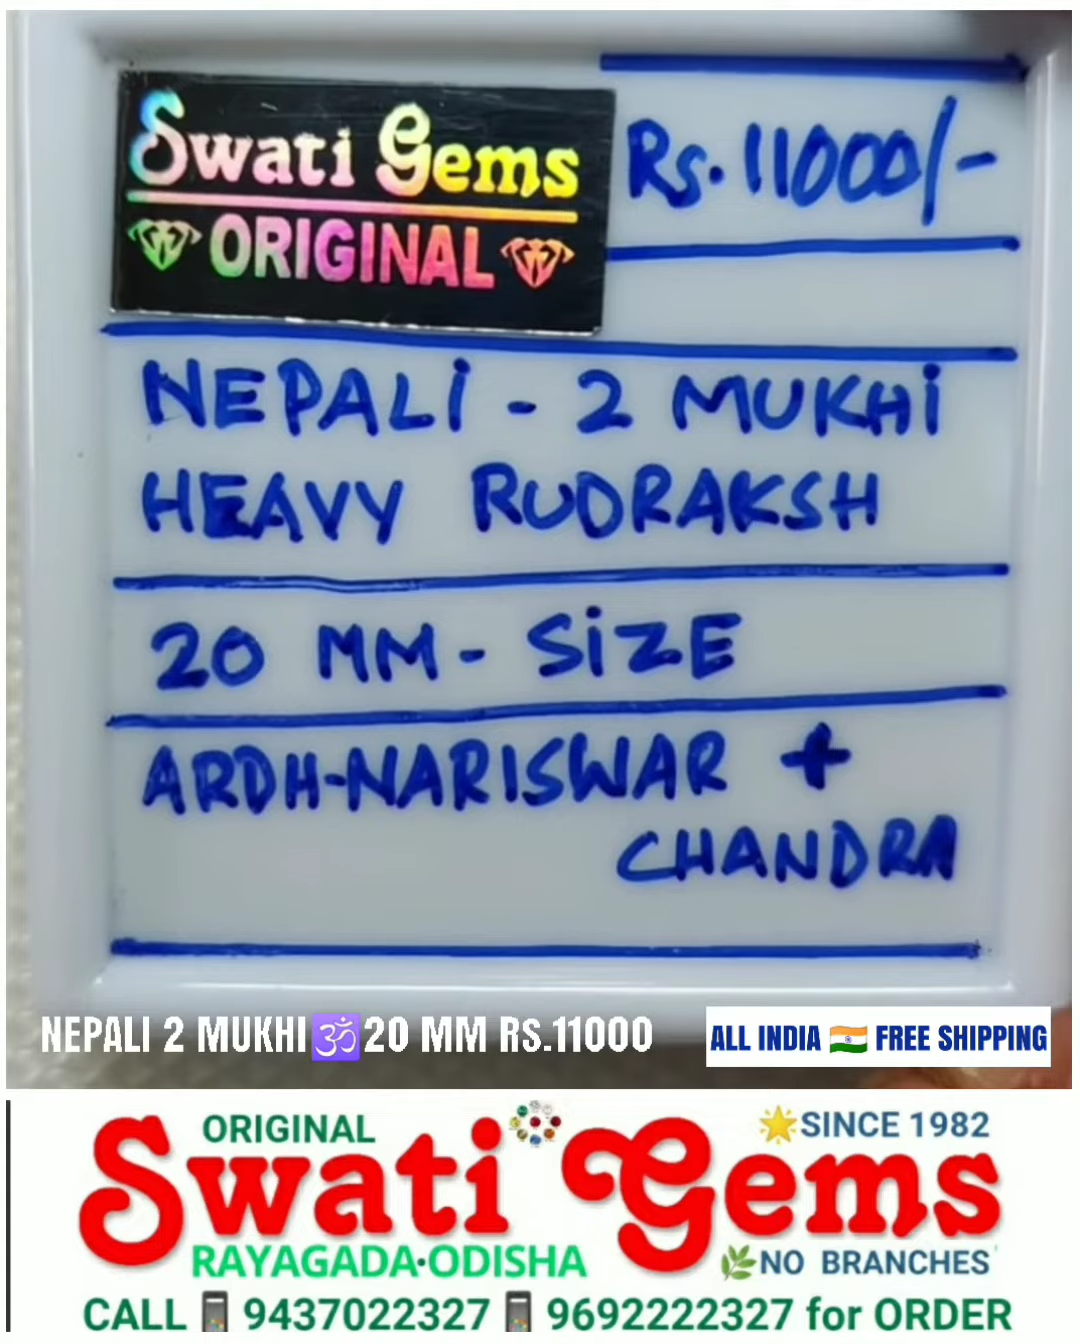 Swati Gems
ORIGINAL
Rs. 11000/-
NEPALi - 2 MUKHi
HEAVY RUDRAKSH
20 MM - SiZE
ARDH-NARISWAR +
CHANDRA
NEPALI 2 MUKHI🕉20 MM RS.11000
ALL INDIA 🇮🇳 FREE SHIPPING
ORIGINAL
🌟SINCE 1982
Swati Gems
RAYAGADA•ODISHA
🌿NO BRANCHES
CALL 📱9437022327📱9692222327 for ORDER